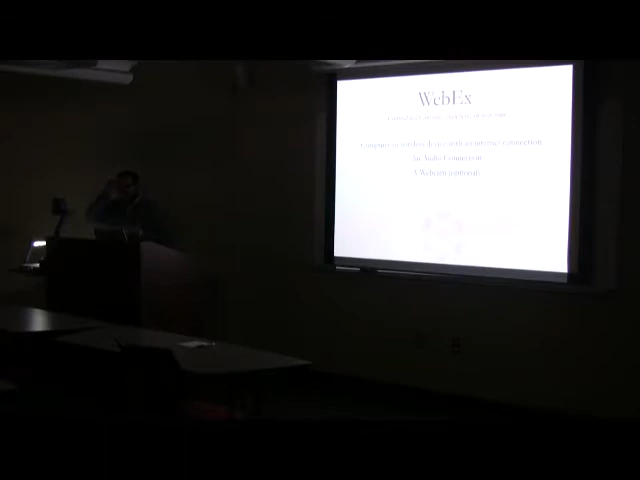 WebEx
Computer or wireless device with an internet connection
An Audio Connection
A Webcam (optional)